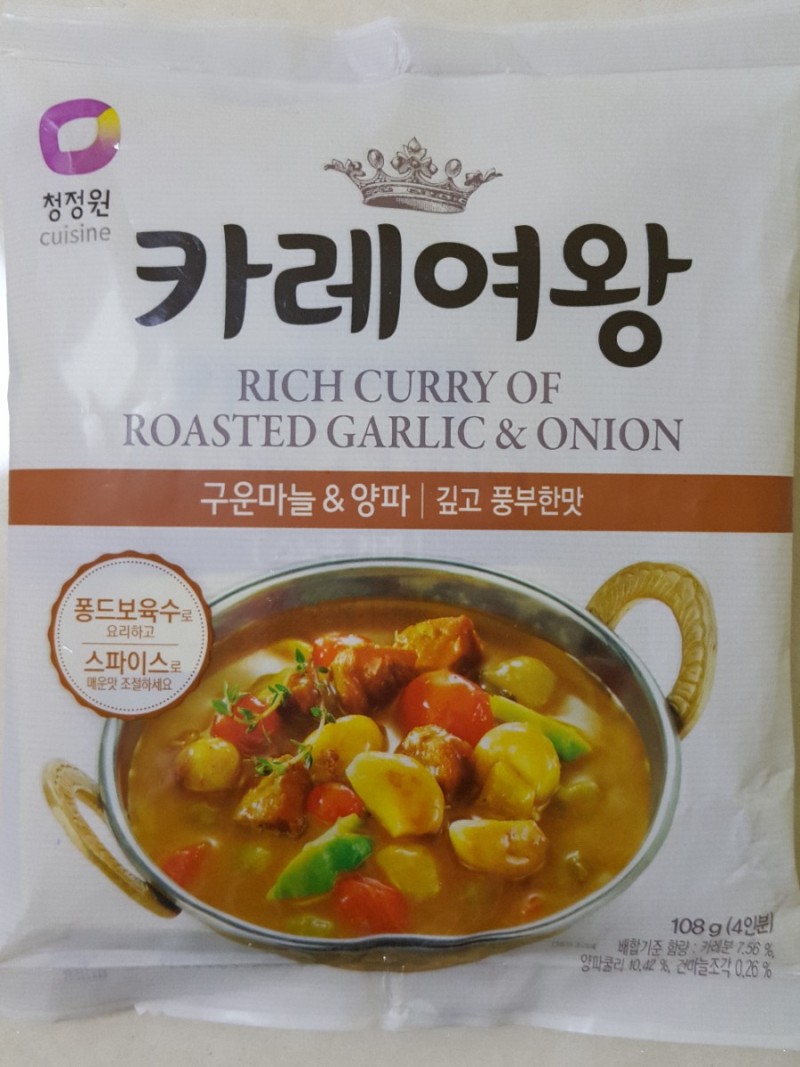 청정원
cuisine
카레여왕
RICH CURRY OF
ROASTED GARLIC & ONION
구운마늘 & 양파 | 깊고 풍부한맛
퐁드보육수로
요리하고
스파이스로
매운맛 조절하세요
108 g (4인분)
배합기준 함량 : 카레분 7.56 %,
양파쿨리 10.42 %, 건마늘조각 0.26 %